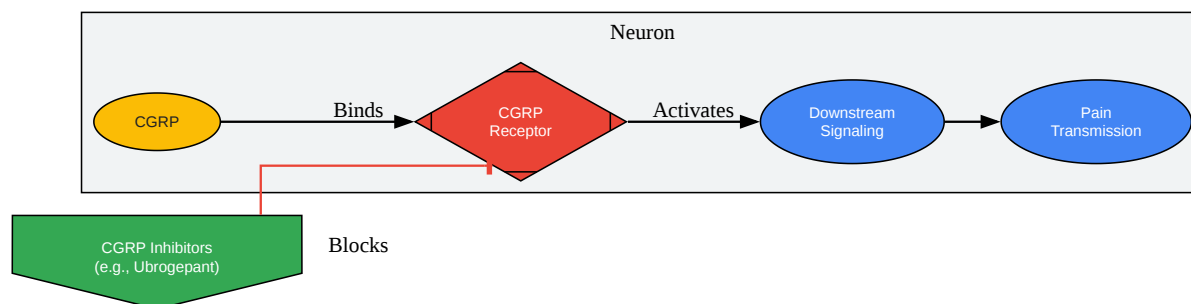 Neuron
CGRP
Binds
CGRP
Receptor
Activates
Downstream
Signaling
Pain
Transmission
CGRP Inhibitors
(e.g., Ubrogepant)
Blocks